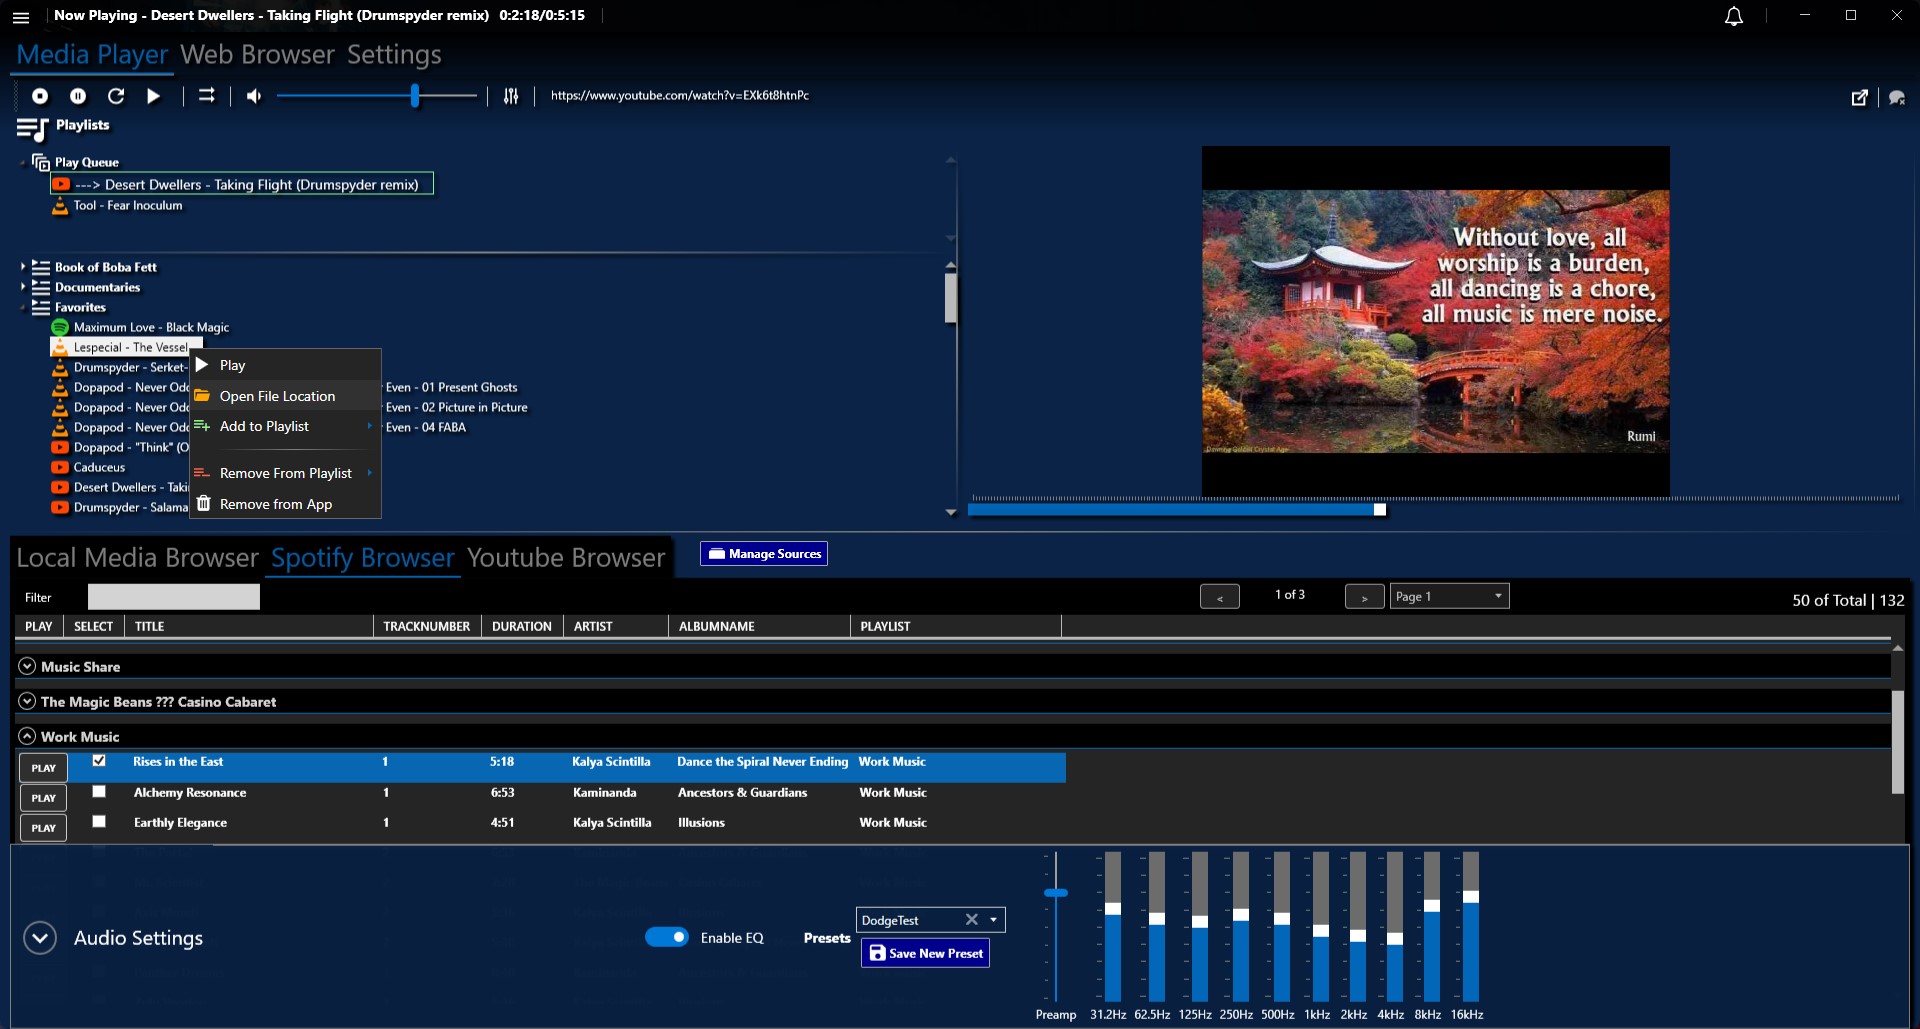 Now Playing - Desert Dwellers - Taking Flight (Drumspyder remix) 0:2:18/0:5:15
Media Player Web Browser Settings
https://www.youtube.com/watch?v=EXk6t8htnPc
Playlists
Play Queue
---> Desert Dwellers - Taking Flight (Drumspyder remix)
Tool - Fear Inoculum
Book of Boba Fett
Documentaries
Favorites
Maximum Love - Black Magic
Lespecial - The Vessel
Drumspyder - Serket-
Dopapod - Never Odd
Even - 01 Present Ghosts
Dopapod - Never Odd
Even - 02 Picture in Picture
Dopapod - Never Odd
Even - 04 FABA
Dopapod - "Think" (O
Caduceus
Desert Dwellers - Taki
Drumspyder - Salama
Play
Open File Location
Add to Playlist
Remove From Playlist
Remove from App
Without love, all
worship is a burden,
all dancing is a chore,
all music is mere noise.
Rumi
Local Media Browser Spotify Browser Youtube Browser
Manage Sources
Filter
<
1 of 3
>
Page 1
50 of Total | 132
PLAY SELECT TITLE TRACKNUMBER DURATION ARTIST ALBUMNAME PLAYLIST
Music Share
The Magic Beans ??? Casino Cabaret
Work Music
PLAY Rises in the East 1 5:18 Kalya Scintilla Dance the Spiral Never Ending Work Music
PLAY Alchemy Resonance 1 6:53 Kaminanda Ancestors & Guardians Work Music
PLAY Earthly Elegance 1 4:51 Kalya Scintilla Illusions Work Music
Audio Settings
Enable EQ
Presets
DodgeTest
Save New Preset
Preamp 31.2Hz 62.5Hz 125Hz 250Hz 500Hz 1kHz 2kHz 4kHz 8kHz 16kHz